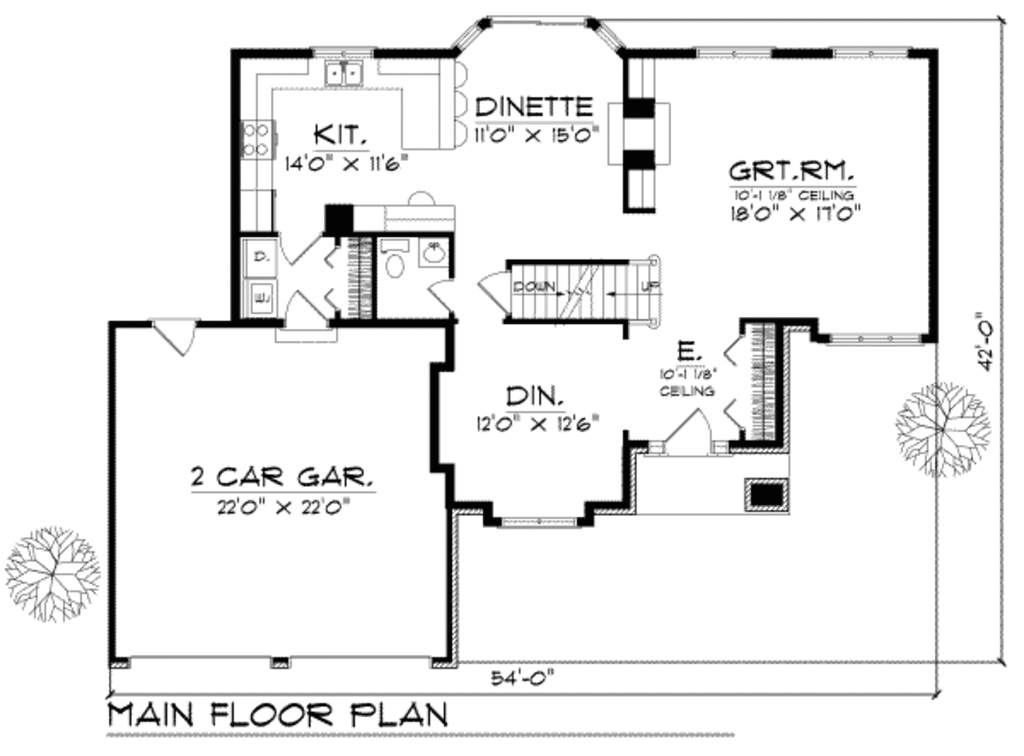 DINETTE
11'0" X 15'0"
KIT.
14'0" X 11'6"
GRT.RM.
10'-1 1/8" CEILING
18'0" X 17'0"
D.
W.
DOWN
UP
42'-0"
E.
10'-1 1/8"
CEILING
DIN.
12'0" X 12'6"
2 CAR GAR.
22'0" X 22'0"
54'-0"
MAIN FLOOR PLAN